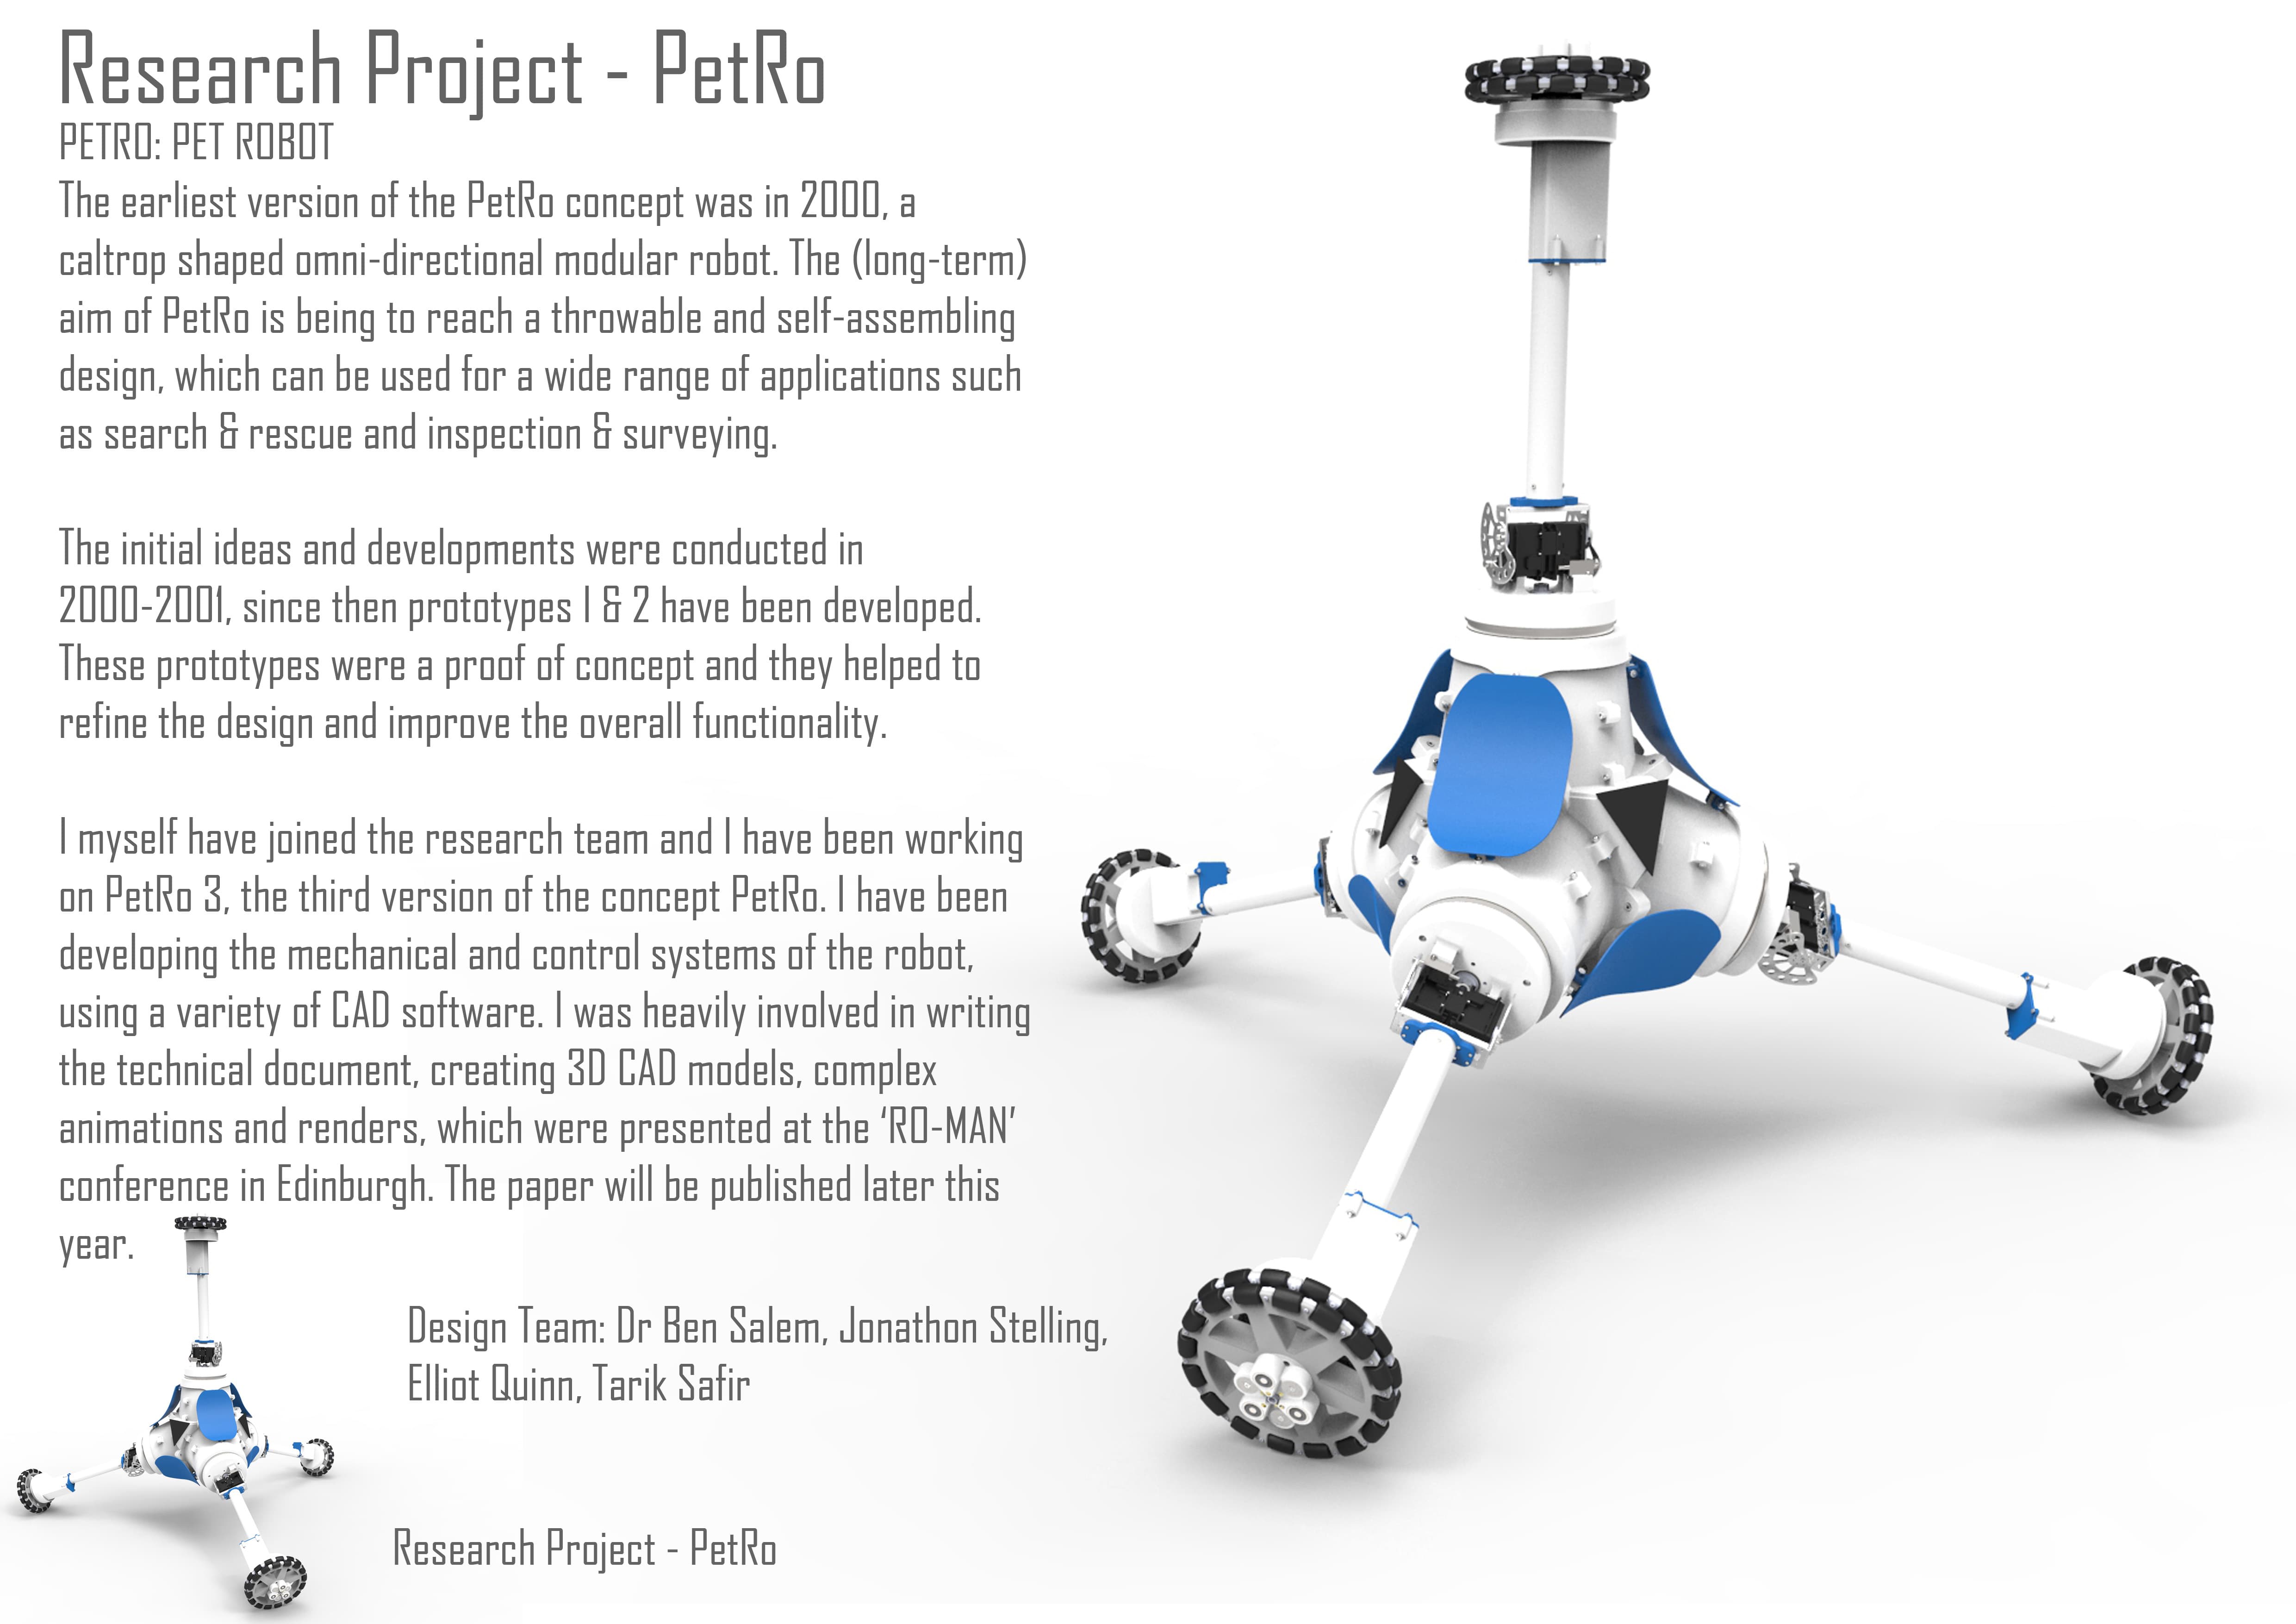 Research Project - PetRo
PETRO: PET ROBOT
The earliest version of the PetRo concept was in 2000, a
caltrop shaped omni-directional modular robot. The (long-term)
aim of PetRo is being to reach a throwable and self-assembling
design, which can be used for a wide range of applications such
as search & rescue and inspection & surveying.
The initial ideas and developments were conducted in
2000-2001, since then prototypes 1 & 2 have been developed.
These prototypes were a proof of concept and they helped to
refine the design and improve the overall functionality.
I myself have joined the research team and I have been working
on PetRo 3, the third version of the concept PetRo. I have been
developing the mechanical and control systems of the robot,
using a variety of CAD software. I was heavily involved in writing
the technical document, creating 3D CAD models, complex
animations and renders, which were presented at the ‘RO-MAN’
conference in Edinburgh. The paper will be published later this
year.
Design Team: Dr Ben Salem, Jonathon Stelling,
Elliot Quinn, Tarik Safir
Research Project - PetRo